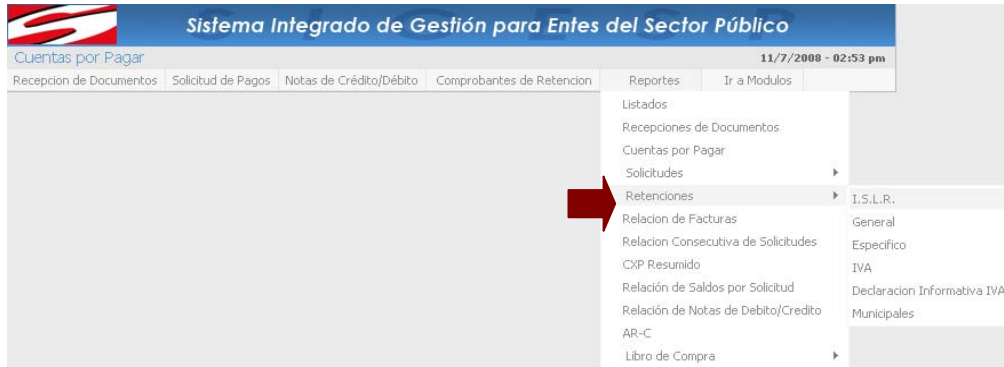 S I G E S P
Sistema Integrado de Gestión para Entes del Sector Público
Cuentas por Pagar 11/7/2008 - 02:53 pm
Recepcion de Documentos Solicitud de Pagos Notas de Crédito/Débito Comprobantes de Retencion Reportes Ir a Modulos
Listados
Recepciones de Documentos
Cuentas por Pagar
Solicitudes
Retenciones
Relacion de Facturas
Relacion Consecutiva de Solicitudes
CXP Resumido
Relación de Saldos por Solicitud
Relación de Notas de Debito/Credito
AR-C
Libro de Compra
I.S.L.R.
General
Especifico
IVA
Declaracion Informativa IVA
Municipales